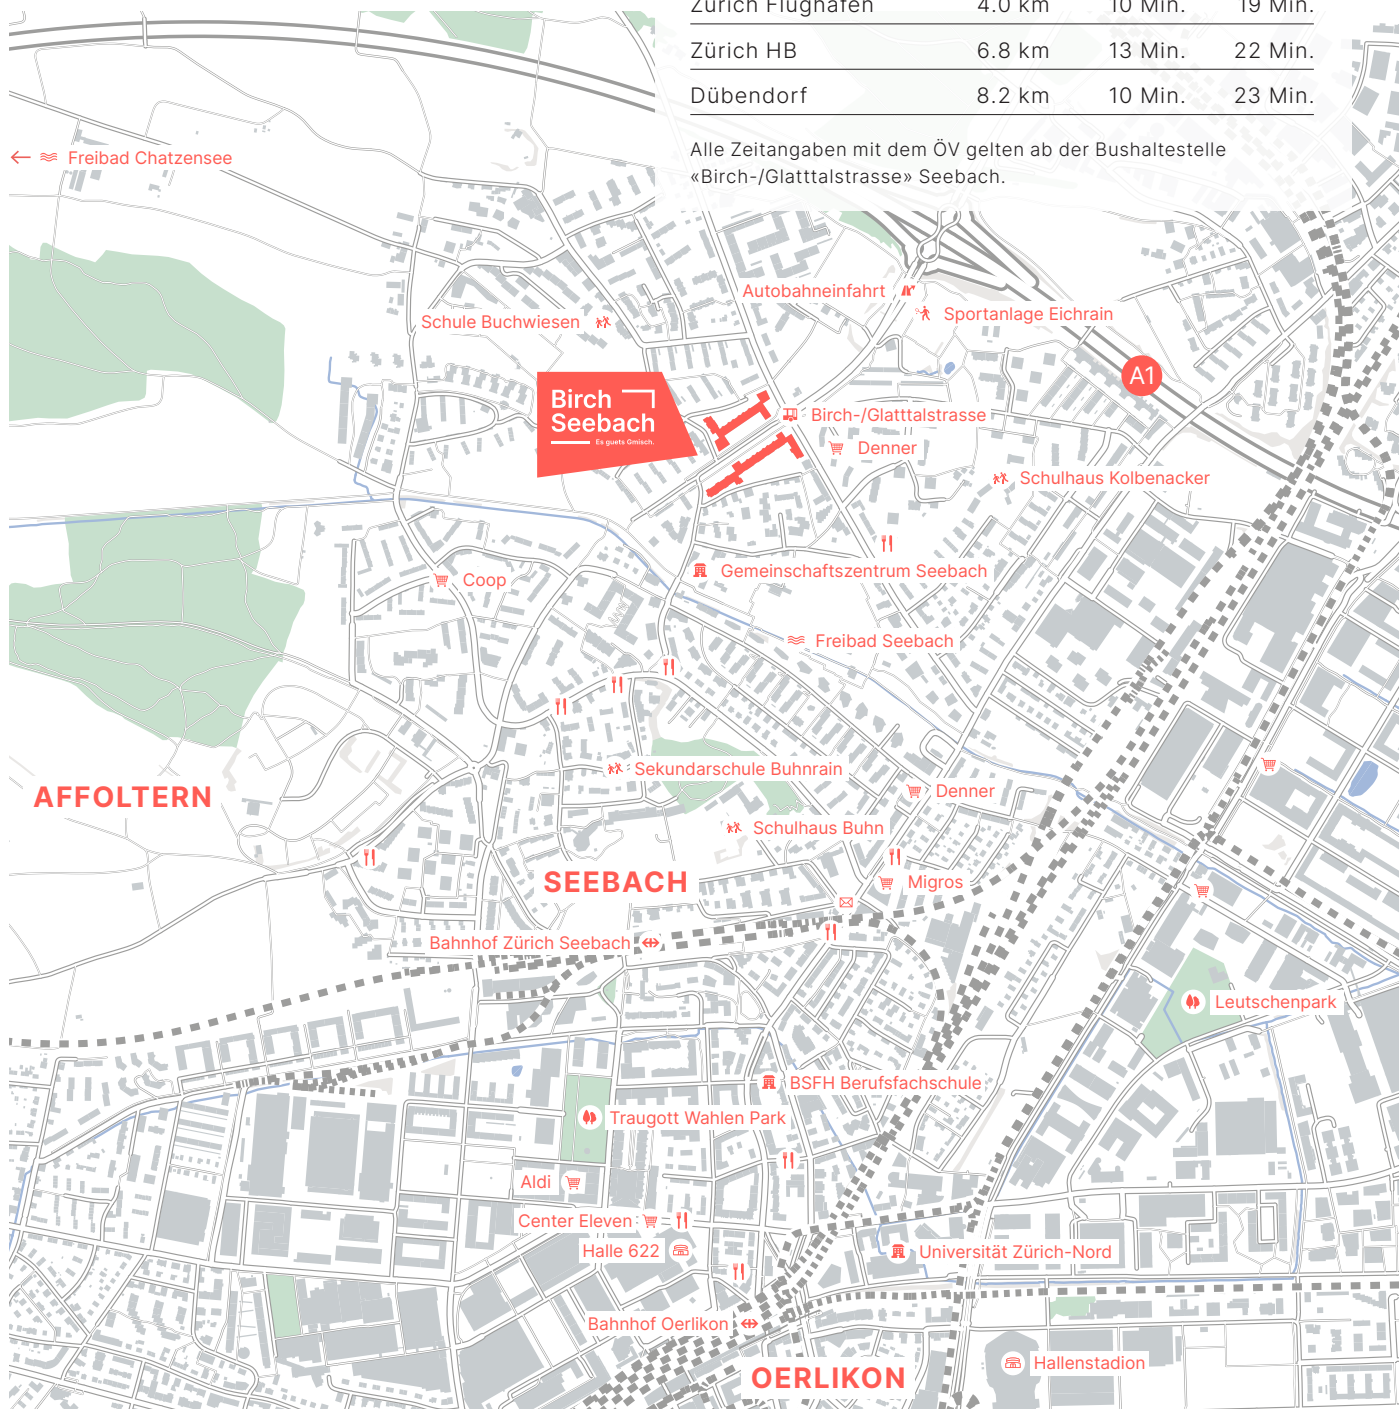 Zürich Flughafen 4.0 km 10 Min. 19 Min.
Zürich HB 6.8 km 13 Min. 22 Min.
Dübendorf 8.2 km 10 Min. 23 Min.
Alle Zeitangaben mit dem ÖV gelten ab der Bushaltestelle
«Birch-/Glatttalstrasse» Seebach.
Freibad Chatzensee
Autobahneinfahrt
Sportanlage Eichrain
Schule Buchwiesen
A1
Birch
Seebach
Es guets Gmisch.
Birch-/Glatttalstrasse
Denner
Schulhaus Kolbenacker
Gemeinschaftszentrum Seebach
Coop
Freibad Seebach
Sekundarschule Buhnrain
Denner
AFFOLTERN
Schulhaus Buhn
SEEBACH
Migros
Bahnhof Zürich Seebach
Leutschenpark
BSFH Berufsfachschule
Traugott Wahlen Park
Aldi
Center Eleven
Halle 622
Universität Zürich-Nord
Bahnhof Oerlikon
Hallenstadion
OERLIKON